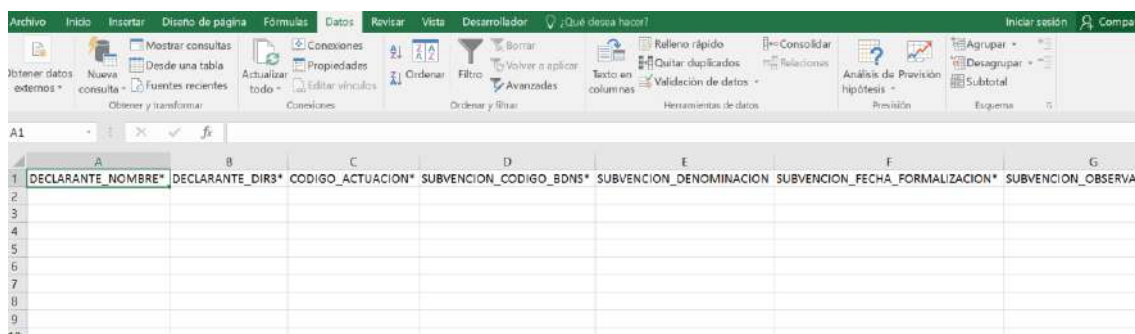 Archivo Inicio Insertar Diseño de página Fórmulas Datos Revisar Vista Desarrollador ¿Qué desea hacer? Iniciar sesión Compa
Obtener datos externos Nueva consulta Mostrar consultas Desde una tabla Fuentes recientes Actualizar todo Conexiones Propiedades Editar vínculos Ordenar Filtro Borrar Volver a aplicar Avanzadas Texto en columnas Relleno rápido Quitar duplicados Validación de datos Consolidar Relaciones Análisis de hipótesis Previsión Agrupar Desagrupar Subtotal
Obtener y transformar Conexiones Ordenar y filtrar Herramientas de datos Previsión Esquema
A1 fx
A B C D E F G
1 DECLARANTE_NOMBRE* DECLARANTE_DIR3* CODIGO_ACTUACION* SUBVENCION_CODIGO_BDNS* SUBVENCION_DENOMINACION SUBVENCION_FECHA_FORMALIZACION* SUBVENCION_OBSERVA
2
3
4
5
6
7
8
9